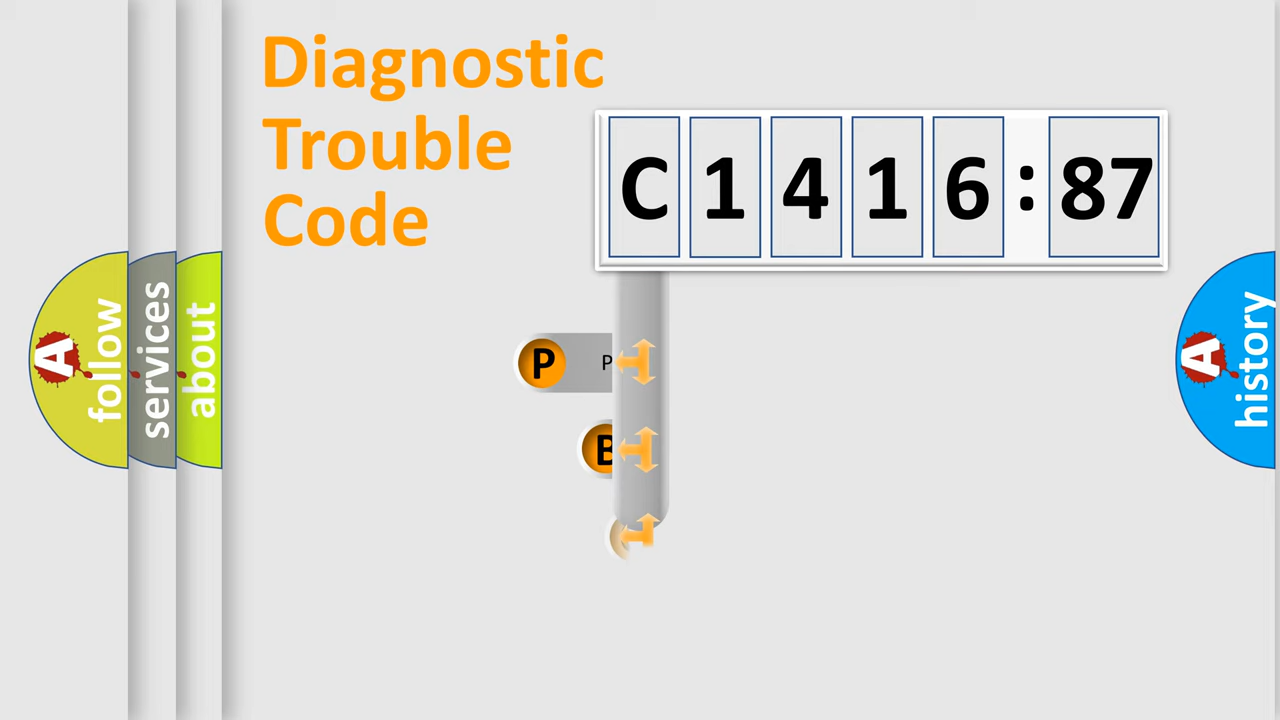 Diagnostic
Trouble
Code
C1416:87
P
P
B
A
follow
services
about
A
history